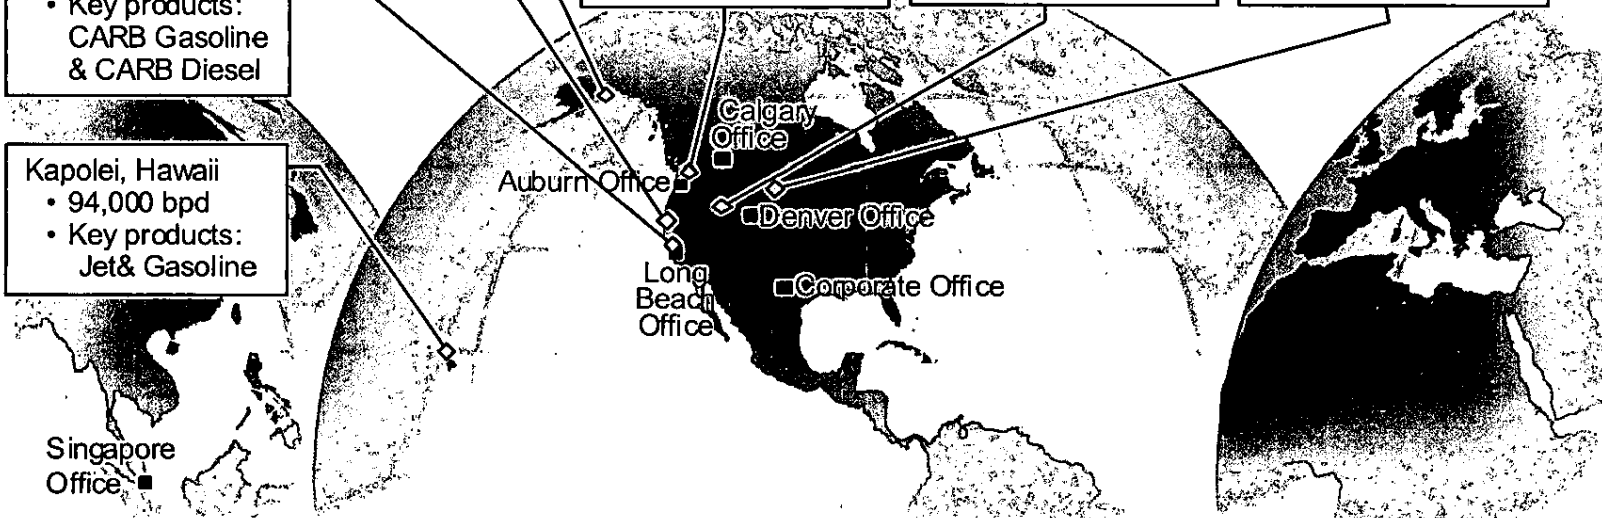 • Key products:
CARB Gasoline
& CARB Diesel
Kapolei, Hawaii
• 94,000 bpd
• Key products:
Jet& Gasoline
Calgary
Office
Auburn Office
Denver Office
Long
Beach
Office
Corporate Office
Singapore
Office